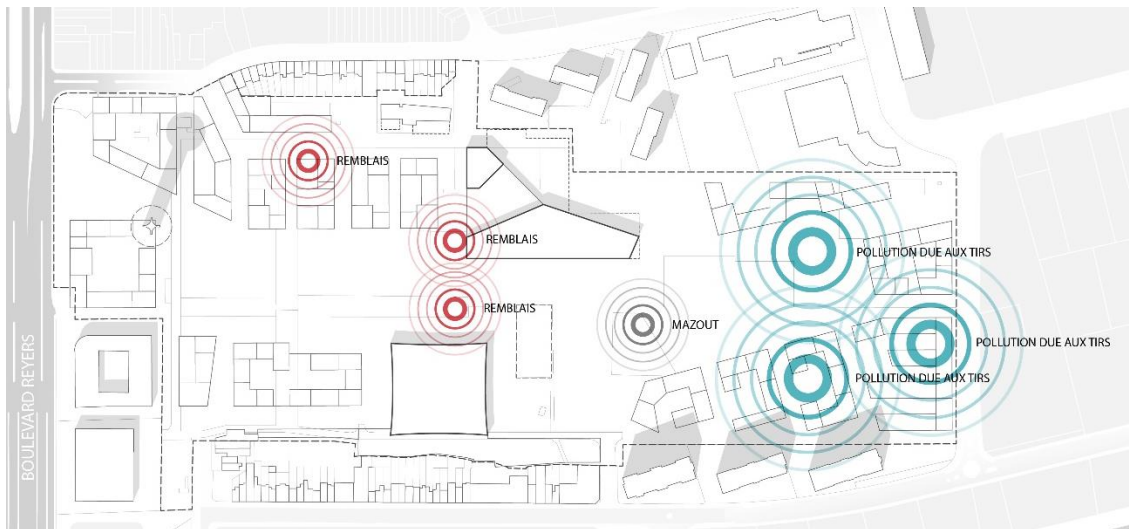 REMBLAIS
REMBLAIS
POLLUTION DUE AUX TIRS
REMBLAIS
MAZOUT
POLLUTION DUE AUX TIRS
POLLUTION DUE AUX TIRS
BOULEVARD REYERS